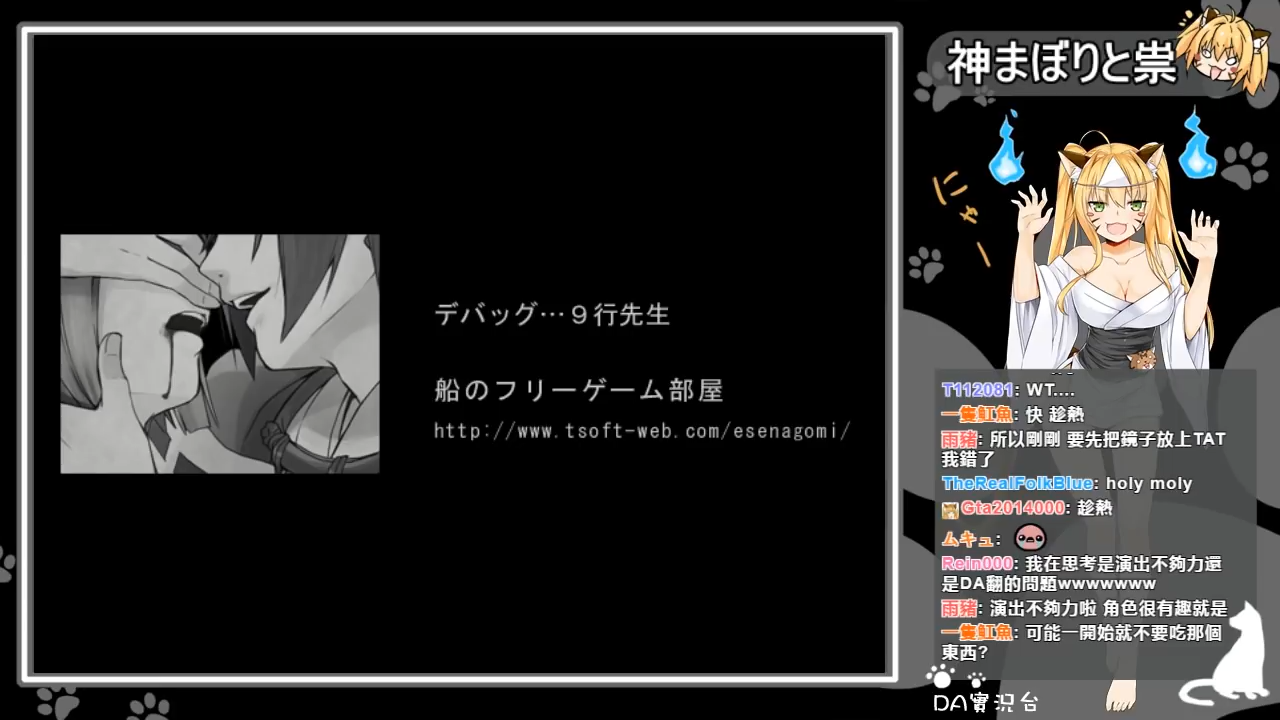 神まぼりと祟
にゃー
デバッグ…９行先生
船のフリーゲーム部屋
http://www.tsoft-web.com/esenagomi/
T112081: WT....
一隻魟魚: 快 趁熱
雨豬: 所以剛剛 要先把鏡子放上TAT
我錯了
TheRealFolkBlue: holy moly
Gta2014000: 趁熱
ムキュ:
Rein000: 我在思考是演出不夠力還
是DA翻的問題wwwwwww
雨豬: 演出不夠力啦 角色很有趣就是
一隻魟魚: 可能一開始就不要吃那個
東西?
DA實況台